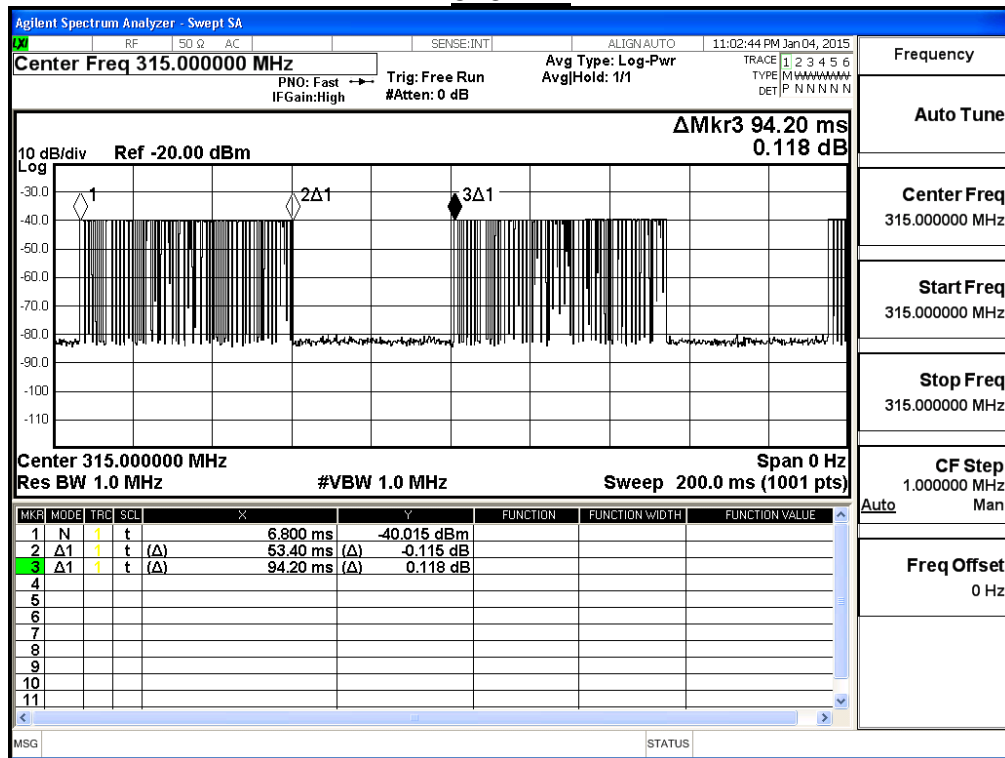 Agilent Spectrum Analyzer - Swept SA
LXI RF 50 Ω AC SENSE:INT ALIGN AUTO 11:02:44 PM Jan 04, 2015
Center Freq 315.000000 MHz
PNO: Fast
IFGain:High
Trig: Free Run
#Atten: 0 dB
Avg Type: Log-Pwr
Avg|Hold: 1/1
TRACE 1 2 3 4 5 6
TYPE M
DET P N N N N N
ΔMkr3 94.20 ms
0.118 dB
10 dB/div Ref -20.00 dBm
Log
1 2Δ1 3Δ1
-30.0
-40.0
-50.0
-60.0
-70.0
-80.0
-90.0
-100
-110
Center 315.000000 MHz Span 0 Hz
Res BW 1.0 MHz #VBW 1.0 MHz Sweep 200.0 ms (1001 pts)
MKR MODE TRC SCL X Y FUNCTION FUNCTION WIDTH FUNCTION VALUE
1 N 1 t 6.800 ms -40.015 dBm
2 Δ1 1 t (Δ) 53.40 ms (Δ) -0.115 dB
3 Δ1 1 t (Δ) 94.20 ms (Δ) 0.118 dB
4
5
6
7
8
9
10
11
MSG STATUS
Frequency
Auto Tune
Center Freq
315.000000 MHz
Start Freq
315.000000 MHz
Stop Freq
315.000000 MHz
CF Step
1.000000 MHz
Auto Man
Freq Offset
0 Hz